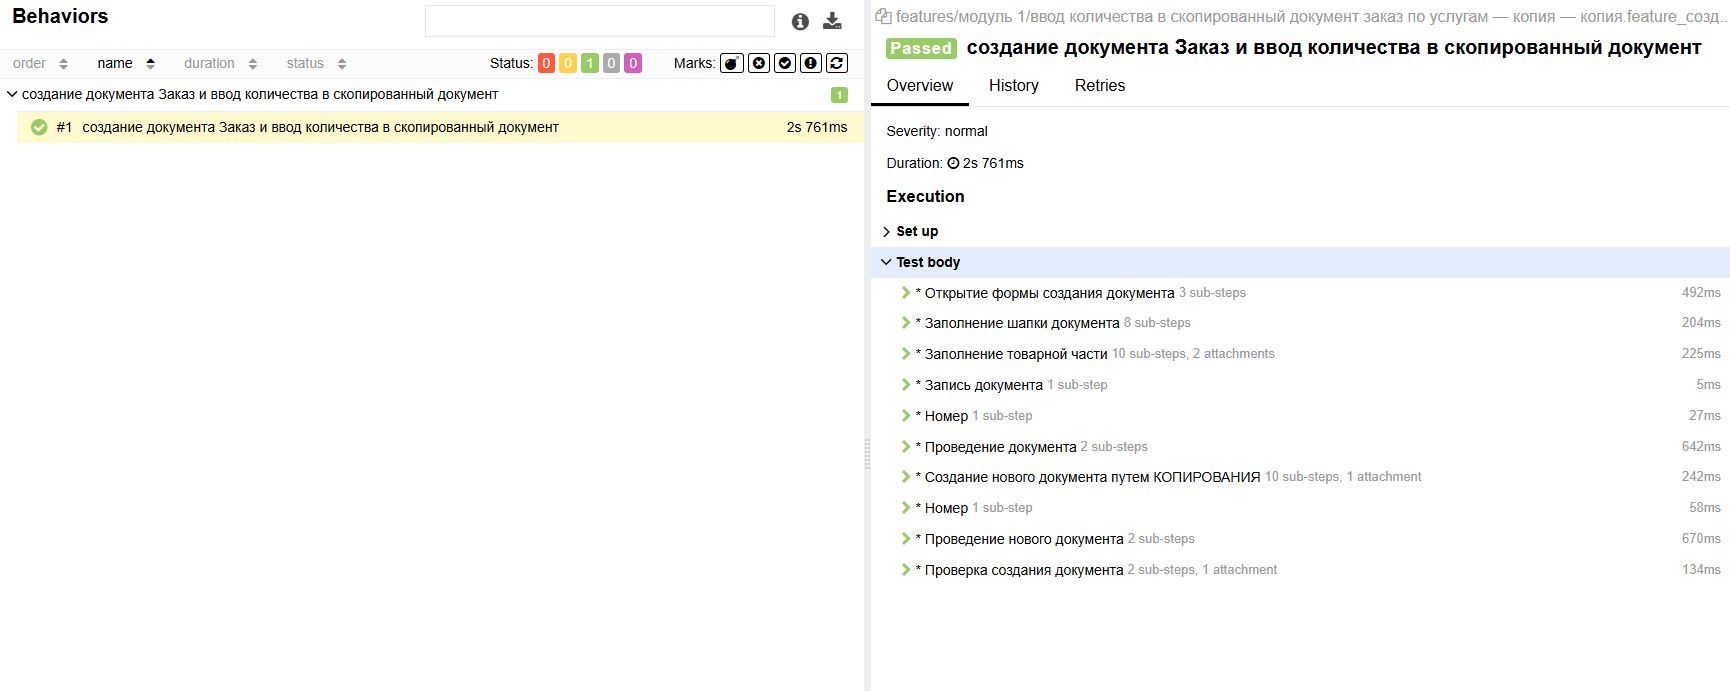 Behaviors
order name duration status Status: 0 0 1 0 0 Marks:
создание документа Заказ и ввод количества в скопированный документ 1
#1 создание документа Заказ и ввод количества в скопированный документ 2s 761ms
features/модуль 1/ввод количества в скопированный документ заказ по услугам — копия — копия.feature_созд...
Passed создание документа Заказ и ввод количества в скопированный документ
Overview History Retries
Severity: normal
Duration: 2s 761ms
Execution
Set up
Test body
* Открытие формы создания документа 3 sub-steps 492ms
* Заполнение шапки документа 8 sub-steps 204ms
* Заполнение товарной части 10 sub-steps, 2 attachments 225ms
* Запись документа 1 sub-step 5ms
* Номер 1 sub-step 27ms
* Проведение документа 2 sub-steps 642ms
* Создание нового документа путем КОПИРОВАНИЯ 10 sub-steps, 1 attachment 242ms
* Номер 1 sub-step 58ms
* Проведение нового документа 2 sub-steps 670ms
* Проверка создания документа 2 sub-steps, 1 attachment 134ms